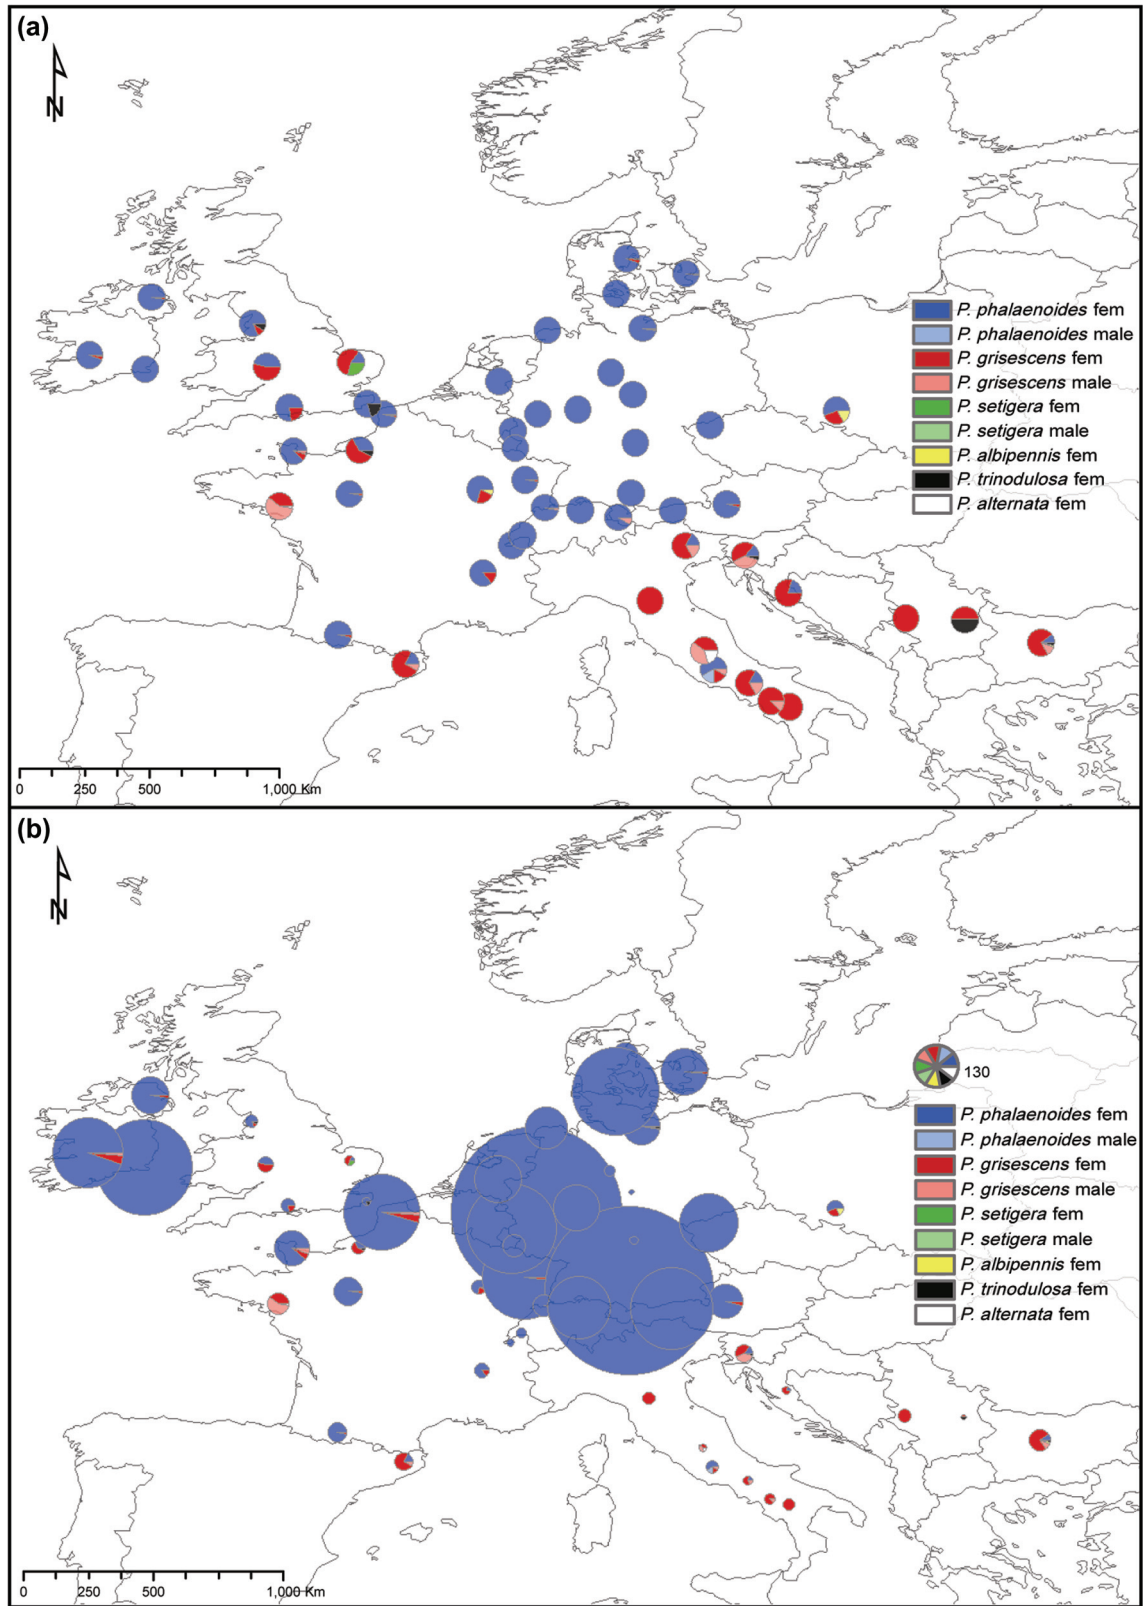 (a)
N
P. phalaenoides fem
P. phalaenoides male
P. grisescens fem
P. grisescens male
P. setigera fem
P. setigera male
P. albipennis fem
P. trinodulosa fem
P. alternata fem
0 250 500 1,000 Km
(b)
N
130
P. phalaenoides fem
P. phalaenoides male
P. grisescens fem
P. grisescens male
P. setigera fem
P. setigera male
P. albipennis fem
P. trinodulosa fem
P. alternata fem
0 250 500 1,000 Km